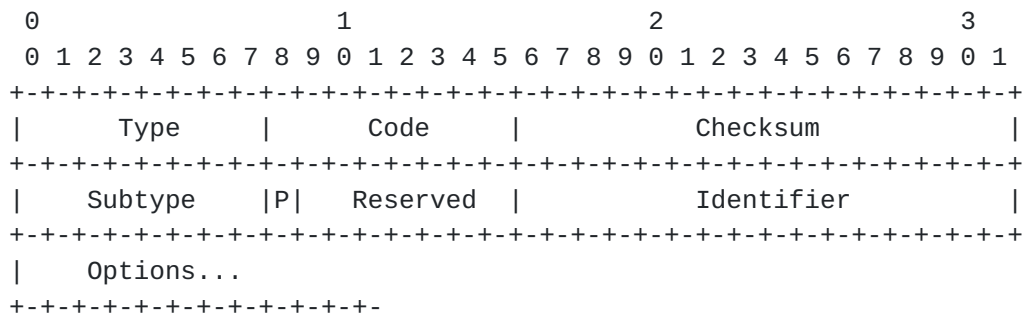 0                   1                   2                   3
 0 1 2 3 4 5 6 7 8 9 0 1 2 3 4 5 6 7 8 9 0 1 2 3 4 5 6 7 8 9 0 1
+-+-+-+-+-+-+-+-+-+-+-+-+-+-+-+-+-+-+-+-+-+-+-+-+-+-+-+-+-+-+-+-+
|      Type     |      Code     |           Checksum            |
+-+-+-+-+-+-+-+-+-+-+-+-+-+-+-+-+-+-+-+-+-+-+-+-+-+-+-+-+-+-+-+-+
|    Subtype    |P|   Reserved  |           Identifier          |
+-+-+-+-+-+-+-+-+-+-+-+-+-+-+-+-+-+-+-+-+-+-+-+-+-+-+-+-+-+-+-+-+
|    Options...
+-+-+-+-+-+-+-+-+-+-+-+-